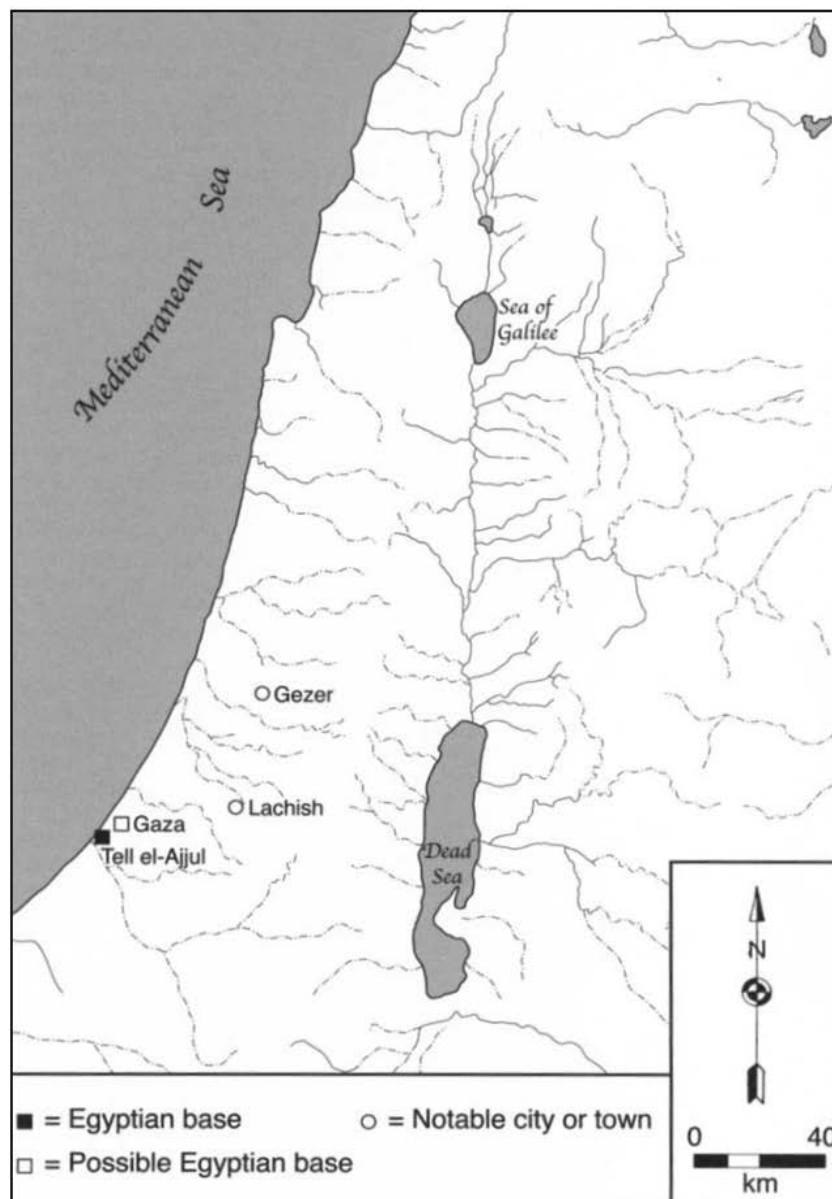 Mediterranean Sea
Sea of
Galilee
Gezer
Lachish
Gaza
Tell el-Ajjul
Dead
Sea
N
■ = Egyptian base
○ = Notable city or town
□ = Possible Egyptian base
0 40
km